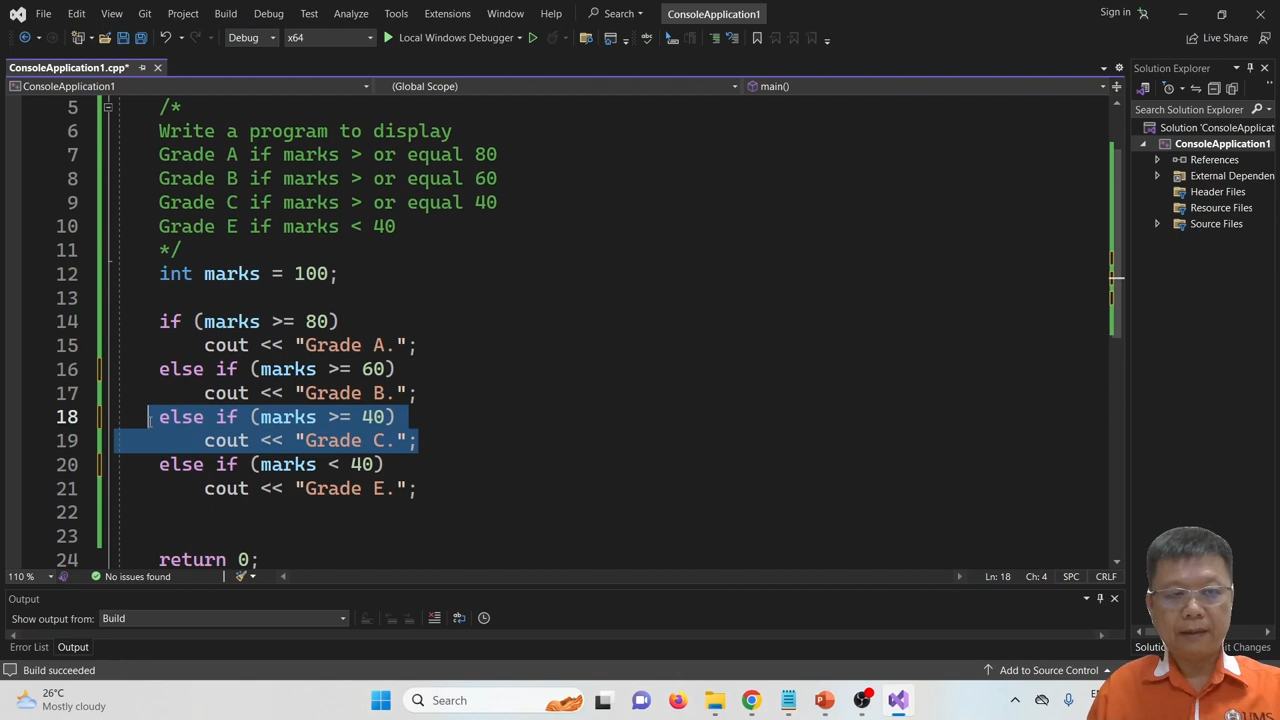 File Edit View Git Project Build Debug Test Analyze Tools Extensions Window Help Search ConsoleApplication1 Sign in
Debug x64 Local Windows Debugger Live Share
ConsoleApplication1.cpp*
ConsoleApplication1 (Global Scope) main()
5 /*
6 Write a program to display
7 Grade A if marks > or equal 80
8 Grade B if marks > or equal 60
9 Grade C if marks > or equal 40
10 Grade E if marks < 40
11 */
12 int marks = 100;
13
14 if (marks >= 80)
15 cout << "Grade A.";
16 else if (marks >= 60)
17 cout << "Grade B.";
18 else if (marks >= 40)
19 cout << "Grade C.";
20 else if (marks < 40)
21 cout << "Grade E.";
22
23
24 return 0;
110 % No issues found Ln: 18 Ch: 4 SPC CRLF
Solution Explorer
Search Solution Explorer
Solution 'ConsoleApplicat
ConsoleApplication1
References
External Dependen
Header Files
Resource Files
Source Files
Output
Show output from: Build
Error List Output
Build succeeded
Add to Source Control
26°C
Mostly cloudy
Search
UMS